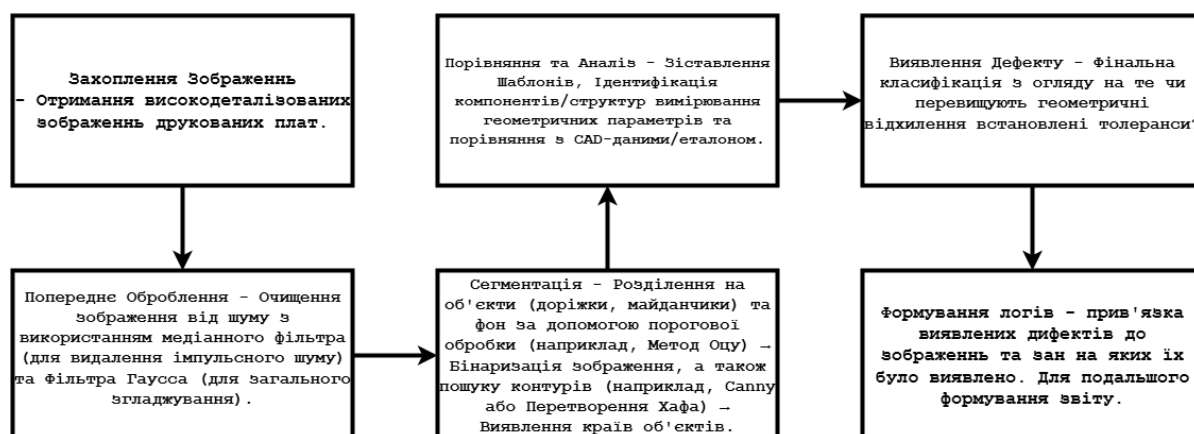 Захоплення Зображеннь
- Отримання високодеталізованих
зображеннь друкованих плат.
Попереднє Оброблення - Очищення
зображення від шуму з
використанням медіанного фільтра
(для видалення імпульсного шуму)
та Фільтра Гаусса (для загального
згладжування).
Сегментація - Розділення на
об'єкти (доріжки, майданчики) та
фон за допомогою порогової
обробки (наприклад, Метод Оцу) →
Бінаризація зображення, а також
пошуку контурів (наприклад, Canny
або Перетворення Хафа) →
Виявлення країв об'єктів.
Порівняння та Аналіз - Зіставлення
Шаблонів, Ідентифікація
компонентів/структур вимірювання
геометричних параметрів та
порівняння з CAD-даними/еталоном.
Виявлення Дефекту - Фінальна
класифікація з огляду на те чи
перевищують геометричні
відхилення встановлені толеранси?
Формування логів - прив'язка
виявлених дифектів до
зображеннь та зан на яких їх
було виявлено. Для подальшого
формування звіту.